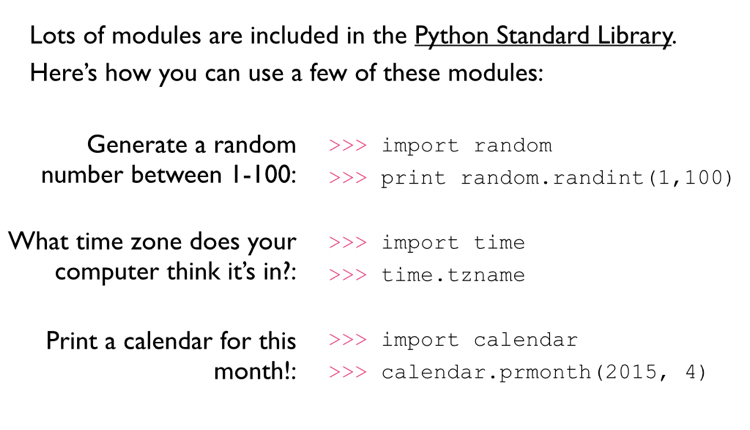 Lots of modules are included in the Python Standard Library.
Here’s how you can use a few of these modules:
Generate a random
number between 1-100:
>>> import random
>>> print random.randint(1,100)
What time zone does your
computer think it’s in?:
>>> import time
>>> time.tzname
Print a calendar for this
month!:
>>> import calendar
>>> calendar.prmonth(2015, 4)